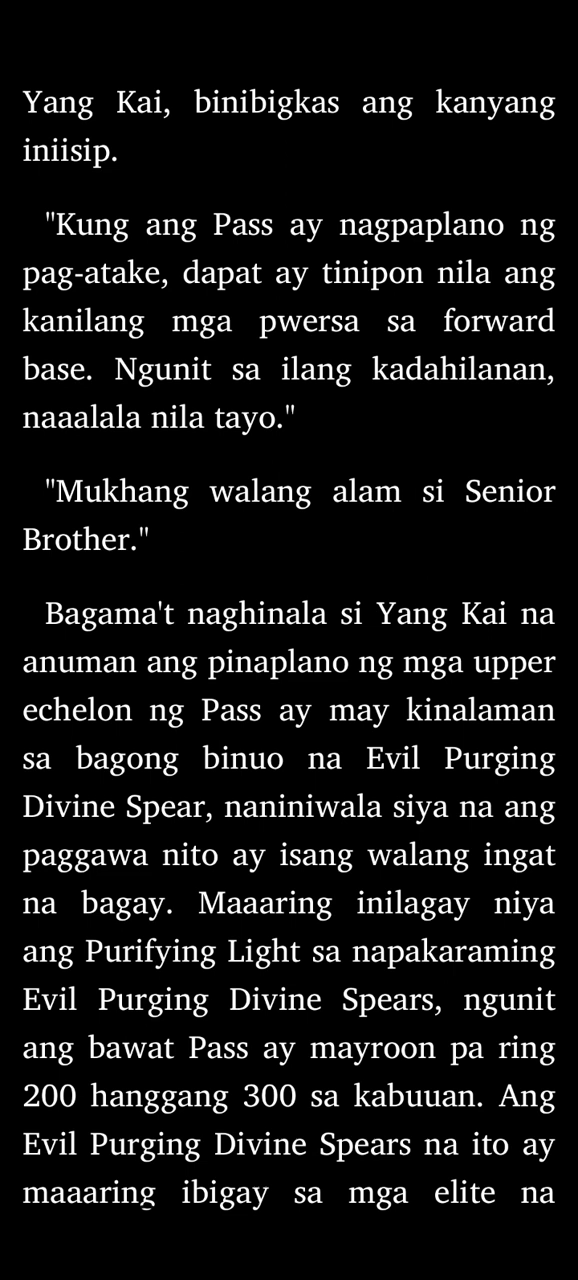 Yang Kai, binibigkas ang kanyang
iniisip.
"Kung ang Pass ay nagpaplano ng
pag-atake, dapat ay tinipon nila ang
kanilang mga pwersa sa forward
base. Ngunit sa ilang kadahilanan,
naaalala nila tayo."
"Mukhang walang alam si Senior
Brother."
Bagama't naghinala si Yang Kai na
anuman ang pinaplano ng mga upper
echelon ng Pass ay may kinalaman
sa bagong binuo na Evil Purging
Divine Spear, naniniwala siya na ang
paggawa nito ay isang walang ingat
na bagay. Maaaring inilagay niya
ang Purifying Light sa napakaraming
Evil Purging Divine Spears, ngunit
ang bawat Pass ay mayroon pa ring
200 hanggang 300 sa kabuuan. Ang
Evil Purging Divine Spears na ito ay
maaaring ibigay sa mga elite na